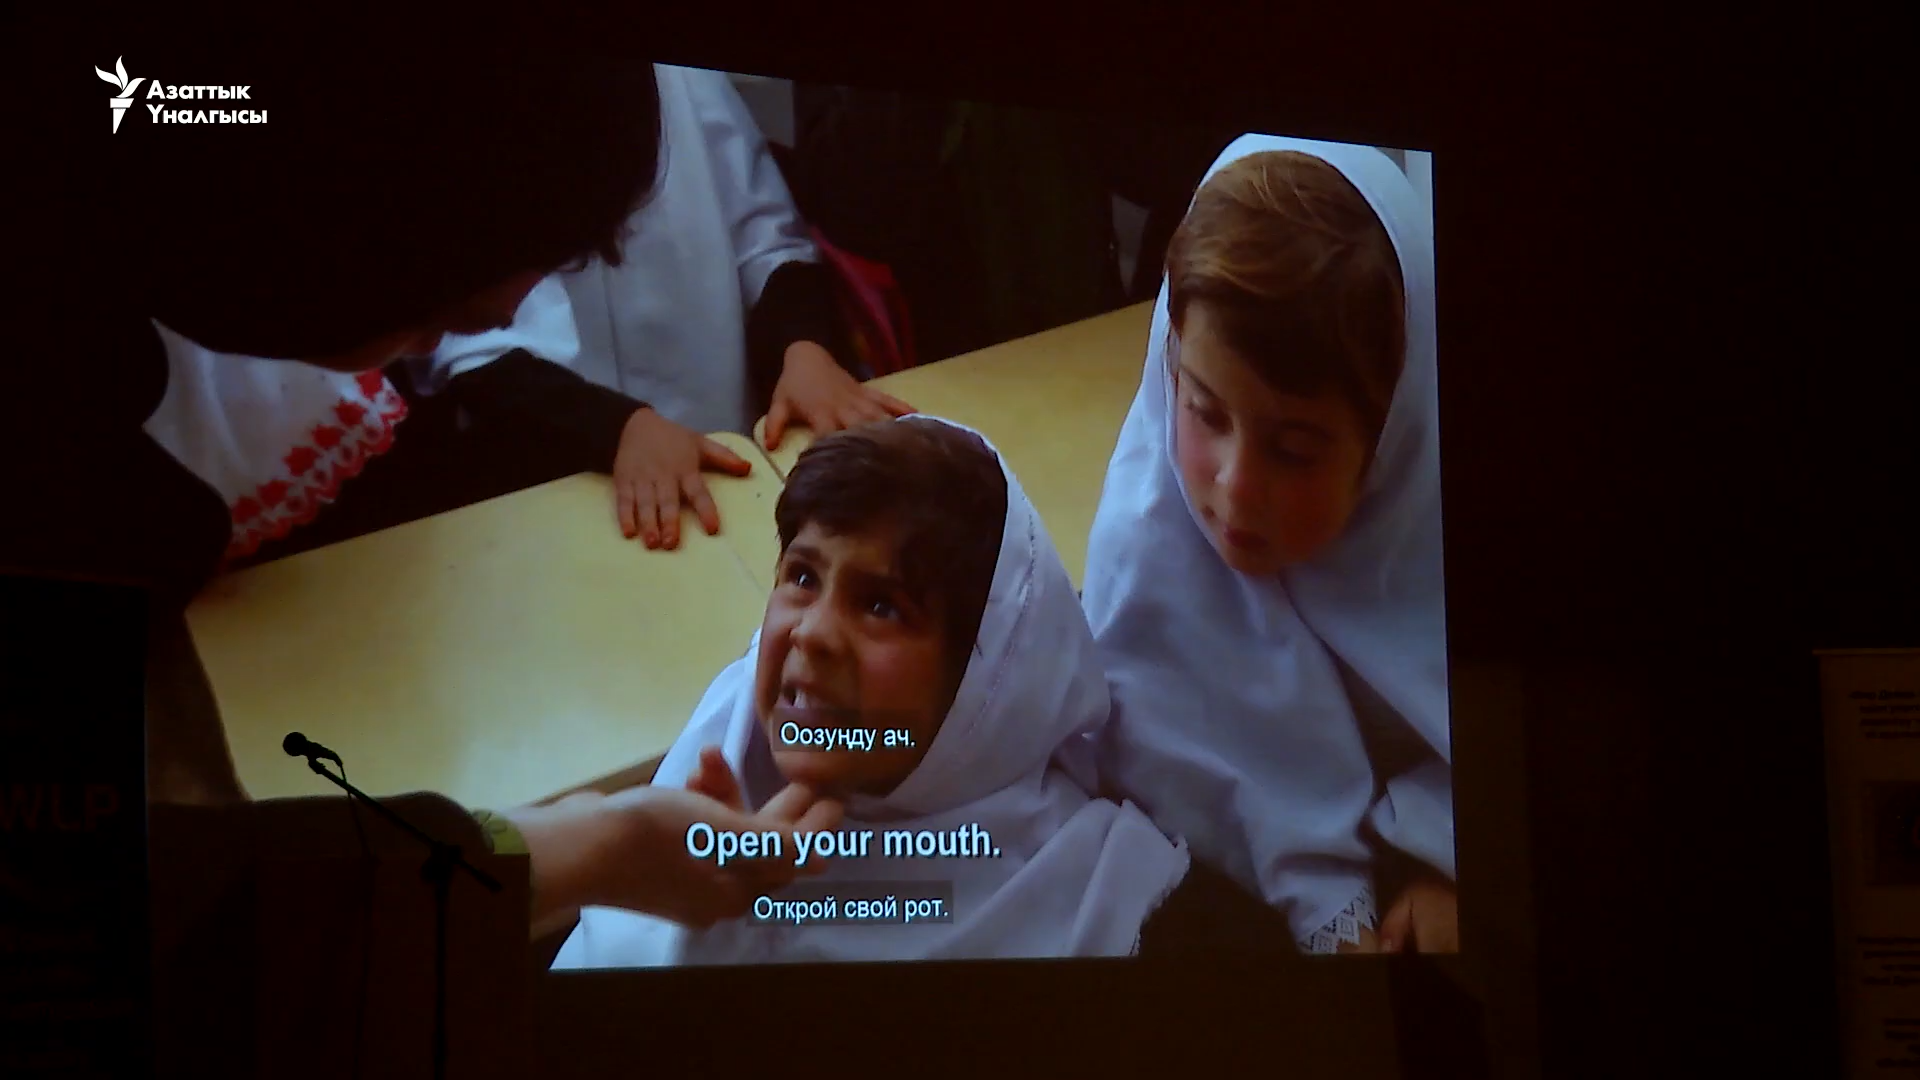 Азаттык
Үналгысы
Оозуңду ач.
Open your mouth.
Открой свой рот.
WLP